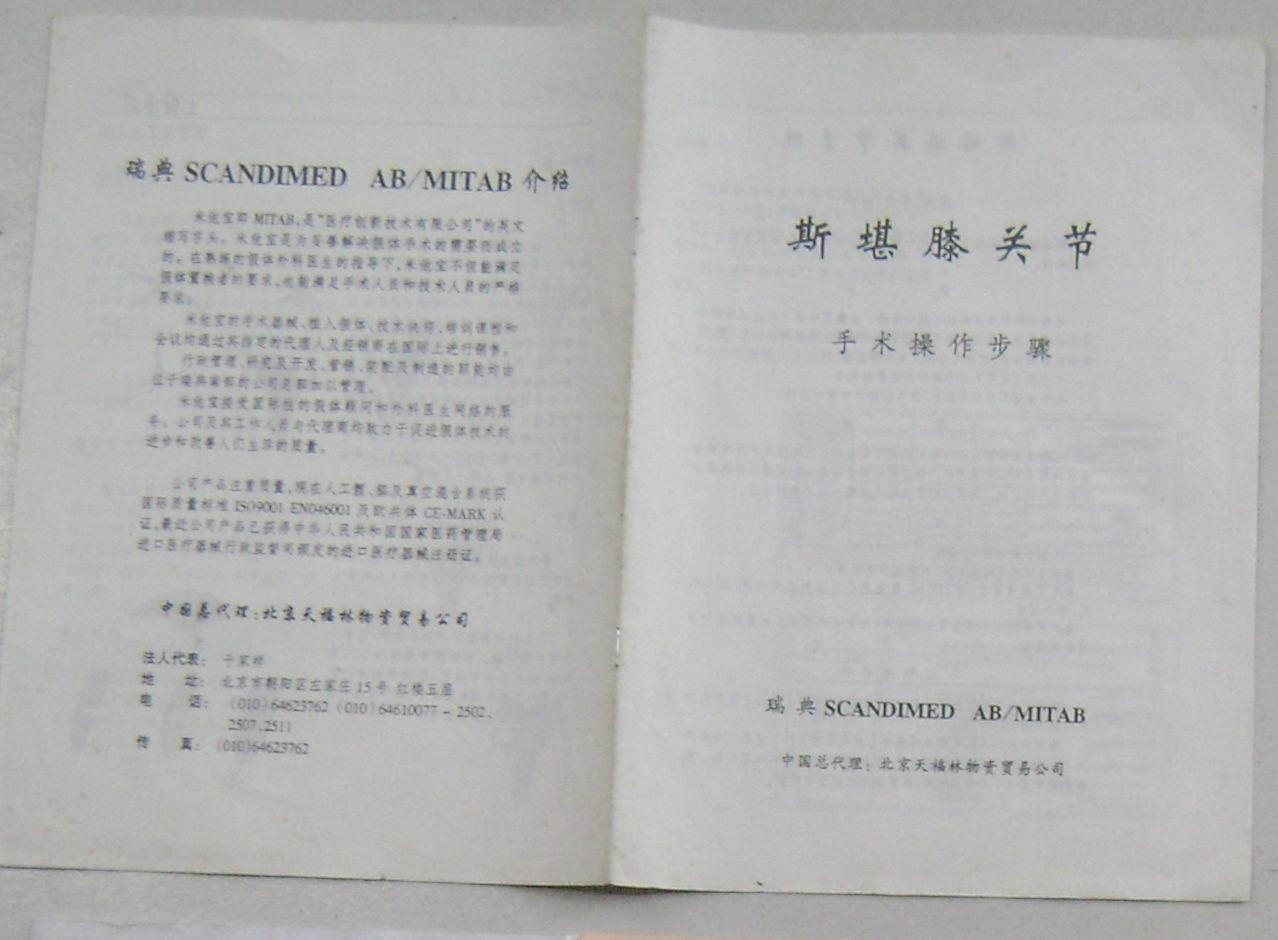 瑞典 SCANDIMED AB/MITAB 介绍
米他宝即 MITAB,是“医疗创新技术有限公司”的英文
缩写字头。米他宝是为妥善解决假体手术的需要而成立
的。在熟练的假体外科医生的指导下,米他宝不但能满足
假体置换者的要求,也能满足手术人员和技术人员的严格
要求。
米他宝的手术器械、植入假体、技术诀窍、培训课程和
会议均通过其指定的代理人及经销商在国际上进行销售。
行政管理、研究及开发、营销、装配及制造的职能均由
位于瑞典南部的公司总部加以管理。
米他宝接受国际性的假体顾问和外科医生网络的服
务。公司及其工作人员与代理商均致力于促进假体技术的
进步和改善人们生活的质量。
公司产品注重质量,现在人工髋、膝及真空混合系统获
国际质量标准 ISO9001 EN046001 及欧共体 CE-MARK 认
证,最近公司产品已获得中华人民共和国国家医药管理局
进口医疗器械行政监督司颁发的进口医疗器械注册证。
中国总代理:北京天福林物资贸易公司
法人代表: 于家祥
地 址: 北京市朝阳区左家庄 15 号 红楼五层
电 话: (010)64623762 (010)64610077 - 2502、
2507、2511
传 真: (010)64623762
斯堪膝关节
手术操作步骤
瑞典 SCANDIMED AB/MITAB
中国总代理:北京天福林物资贸易公司